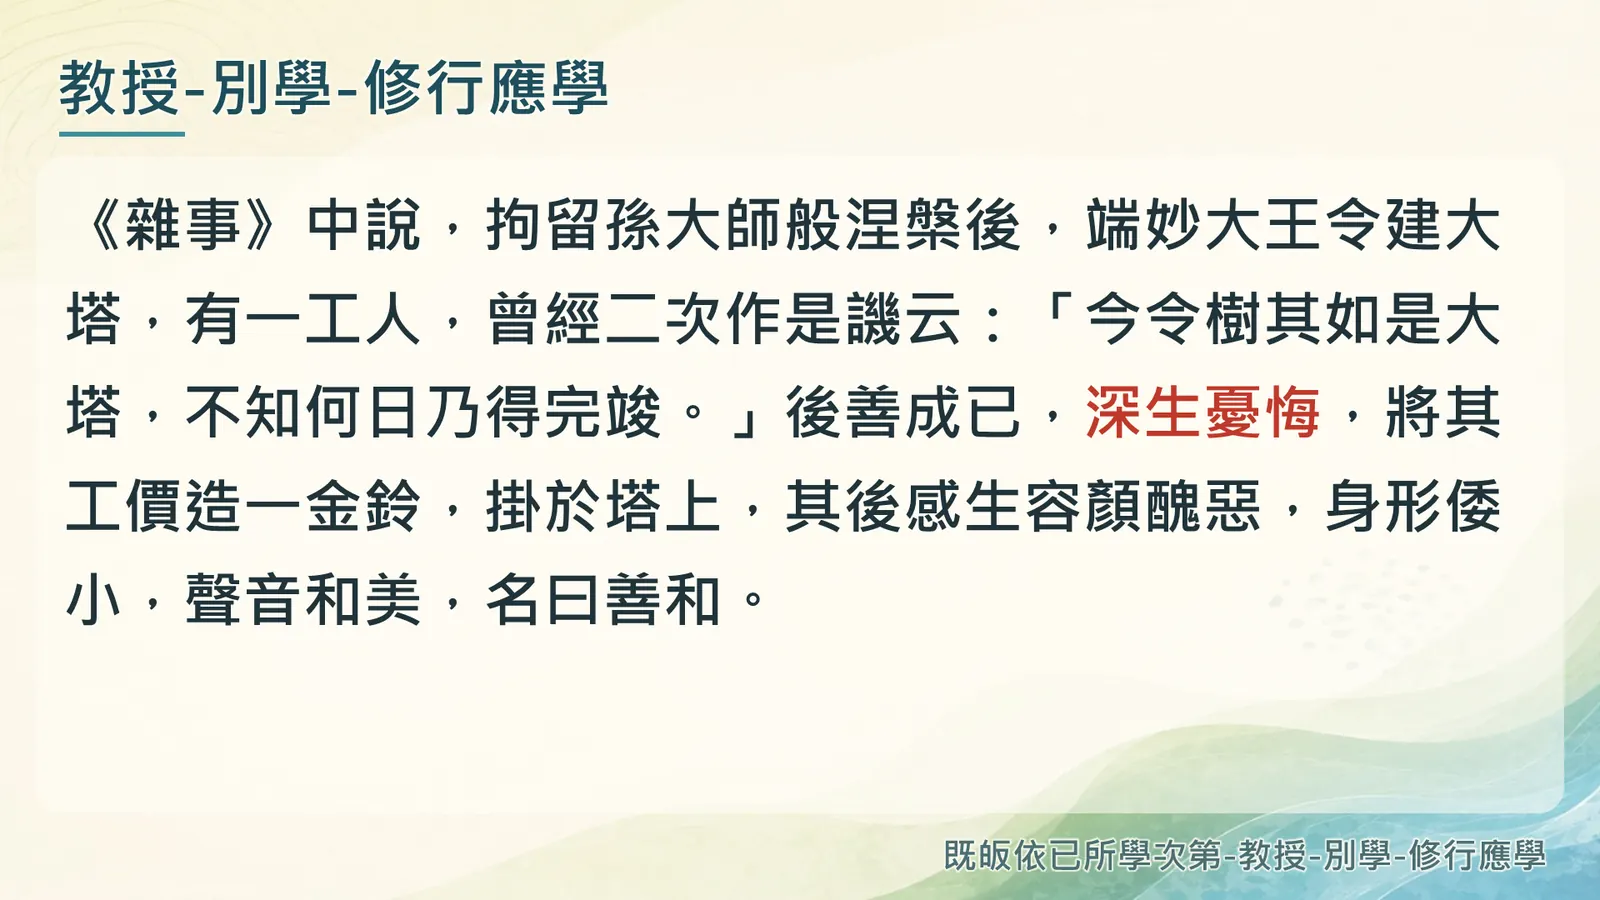 教授-別學-修行應學
《雜事》中說，拘留孫大師般涅槃後，端妙大王令建大
塔，有一工人，曾經二次作是譏云：「今令樹其如是大
塔，不知何日乃得完竣。」後善成已，深生憂悔，將其
工價造一金鈴，掛於塔上，其後感生容顏醜惡，身形倭
小，聲音和美，名曰善和。
既皈依已所學次第-教授-別學-修行應學